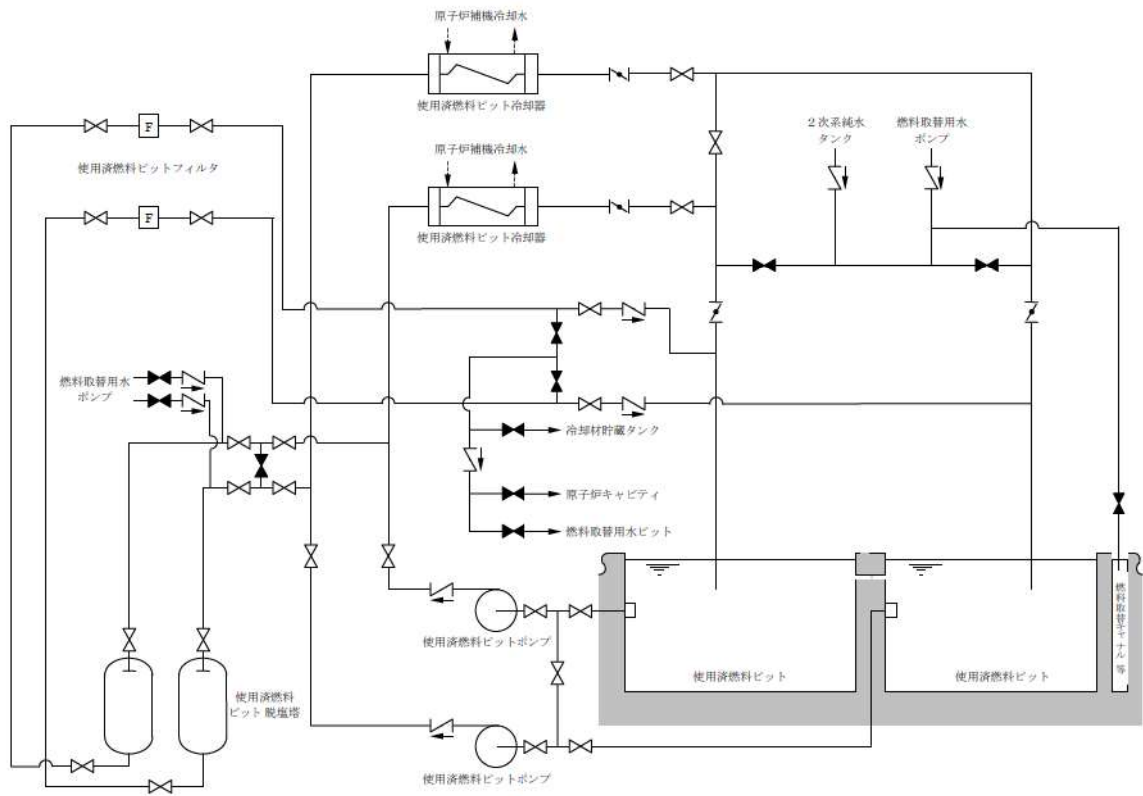 原子炉補機冷却水
使用済燃料ピット冷却器
F
使用済燃料ピットフィルタ
原子炉補機冷却水
2次系純水
タンク
燃料取替用水
ポンプ
F
使用済燃料ピット冷却器
燃料取替用水
ポンプ
冷却材貯蔵タンク
原子炉キャビティ
燃料取替用水ピット
使用済燃料ピットポンプ
使用済燃料ピット
使用済燃料ピット
燃料取替キャナル等
使用済燃料
ピット脱塩塔
使用済燃料ピットポンプ